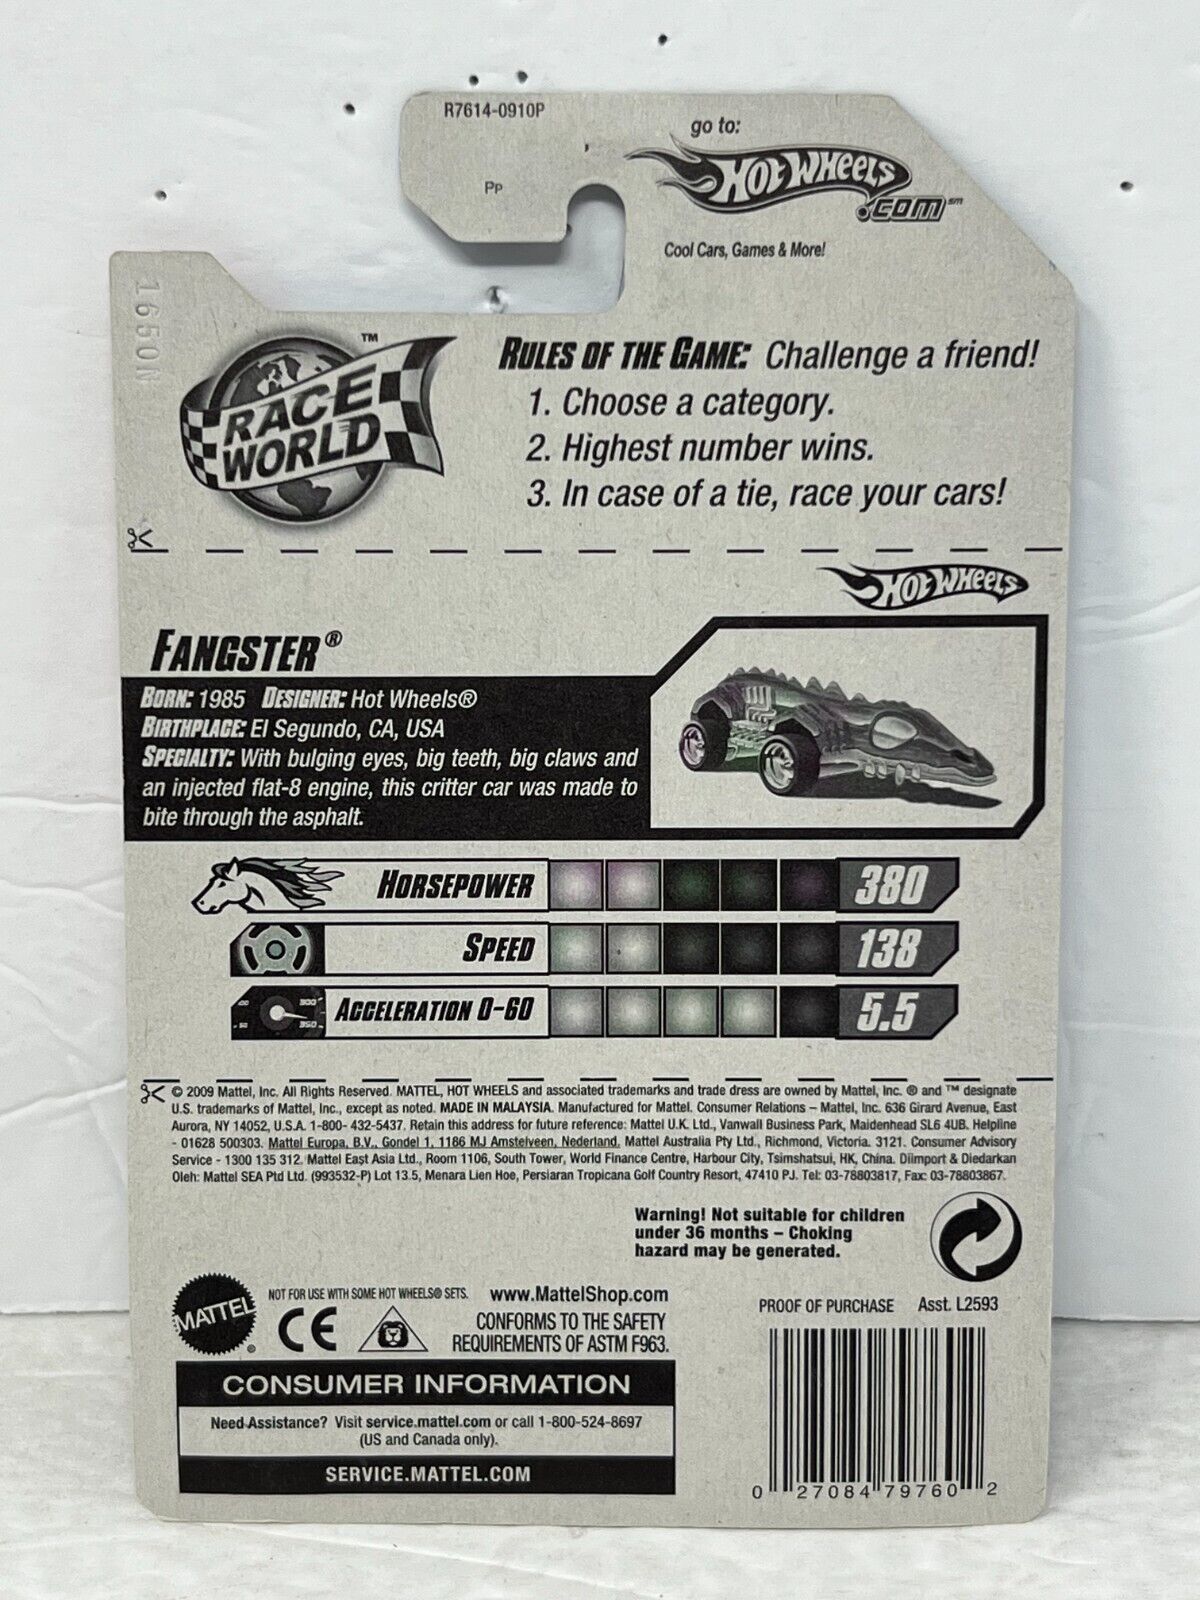 R7614-0910P
Pp
go to:
HOT WHEELS
.COM℠
Cool Cars, Games & More!
1650N
RACE WORLD™
RULES OF THE GAME: Challenge a friend!
1. Choose a category.
2. Highest number wins.
3. In case of a tie, race your cars!
HOT WHEELS
FANGSTER®
BORN: 1985 DESIGNER: Hot Wheels®
BIRTHPLACE: El Segundo, CA, USA
SPECIALTY: With bulging eyes, big teeth, big claws and
an injected flat-8 engine, this critter car was made to
bite through the asphalt.
HORSEPOWER 380
SPEED 138
ACCELERATION 0-60 5.5
© 2009 Mattel, Inc. All Rights Reserved. MATTEL, HOT WHEELS and associated trademarks and trade dress are owned by Mattel, Inc. ® and ™ designate
U.S. trademarks of Mattel, Inc., except as noted. MADE IN MALAYSIA. Manufactured for Mattel. Consumer Relations – Mattel, Inc. 636 Girard Avenue, East
Aurora, NY 14052, U.S.A. 1-800- 432-5437. Retain this address for future reference: Mattel U.K. Ltd., Vanwall Business Park, Maidenhead SL6 4UB. Helpline
- 01628 500303. Mattel Europa, B.V., Gondel 1, 1186 MJ Amstelveen, Nederland. Mattel Australia Pty Ltd., Richmond, Victoria. 3121. Consumer Advisory
Service - 1300 135 312. Mattel East Asia Ltd., Room 1106, South Tower, World Finance Centre, Harbour City, Tsimshatsui, HK, China. Diimport & Diedarkan
Oleh: Mattel SEA Ptd Ltd. (993532-P) Lot 13.5, Menara Lien Hoe, Persiaran Tropicana Golf Country Resort, 47410 PJ. Tel: 03-78803817, Fax: 03-78803867.
Warning! Not suitable for children
under 36 months – Choking
hazard may be generated.
MATTEL®
NOT FOR USE WITH SOME HOT WHEELS® SETS.
CE
www.MattelShop.com
CONFORMS TO THE SAFETY
REQUIREMENTS OF ASTM F963.
PROOF OF PURCHASE Asst. L2593
CONSUMER INFORMATION
Need Assistance? Visit service.mattel.com or call 1-800-524-8697
(US and Canada only).
SERVICE.MATTEL.COM
0 27084 79760 2